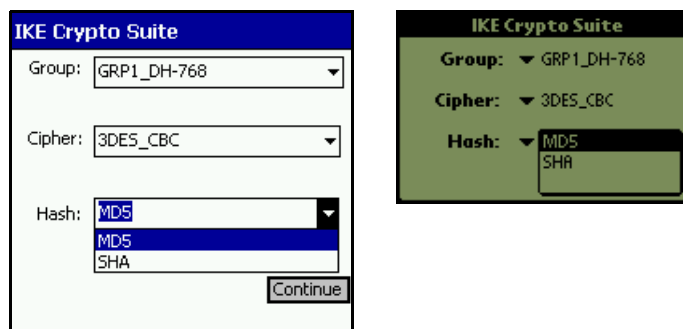 IKE Crypto Suite
Group: GRP1_DH-768
Cipher: 3DES_CBC
Hash: MD5
MD5
SHA
Continue
IKE Crypto Suite
Group: GRP1_DH-768
Cipher: 3DES_CBC
Hash: MD5
SHA